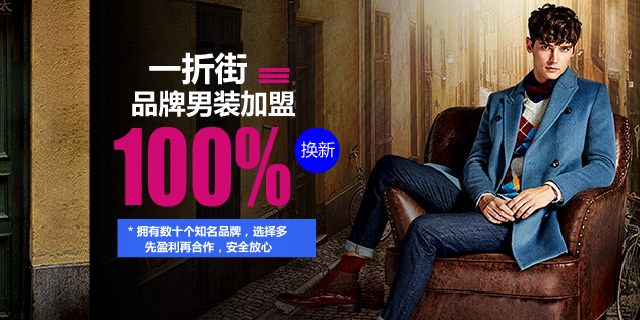 一折街
品牌男装加盟
100%
换新
* 拥有数十个知名品牌，选择多
先盈利再合作，安全放心